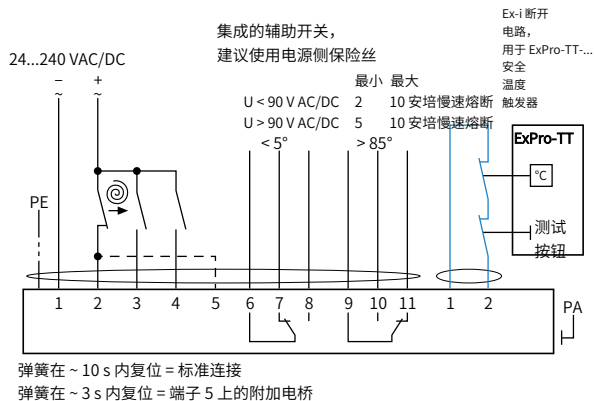 Ex-i 断开
电路，
用于 ExPro-TT-...
安全
温度
触发器
集成的辅助开关，
建议使用电源侧保险丝
24...240 VAC/DC
− +
~ ~
最小 最大
U < 90 V AC/DC 2 10 安培慢速熔断
U > 90 V AC/DC 5 10 安培慢速熔断
< 5° > 85°
ExPro-TT
°C
PE
测试
按钮
1 2 3 4 5 6 7 8 9 10 11 1 2
PA
弹簧在 ~ 10 s 内复位 = 标准连接
弹簧在 ~ 3 s 内复位 = 端子 5 上的附加电桥